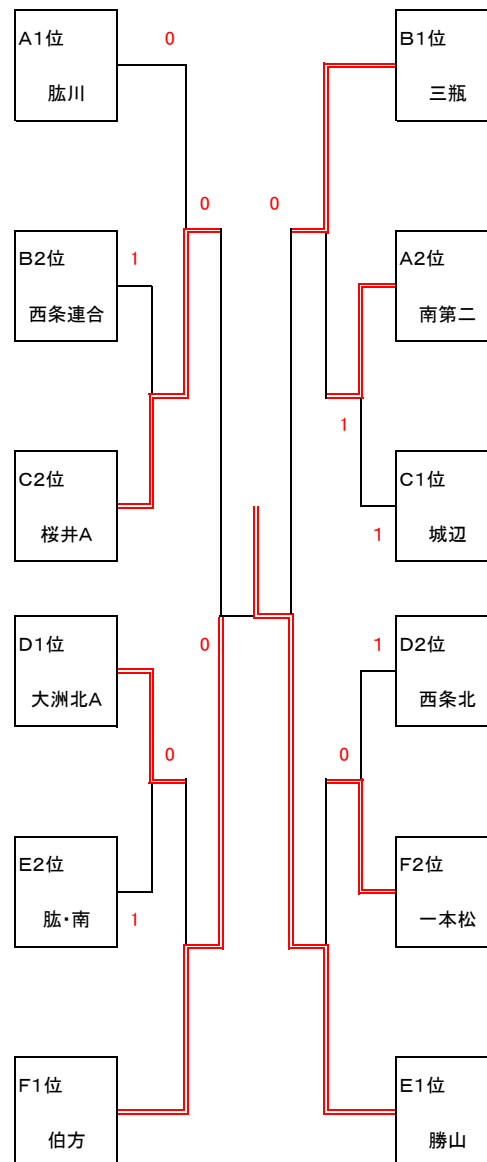 A1位
肱川
0
B1位
三瓶
0
0
B2位
西条連合
1
A2位
南第二
1
C2位
桜井A
C1位
城辺
1
D1位
大洲北A
0
1
D2位
西条北
0
0
E2位
肱・南
1
F2位
一本松
F1位
伯方
E1位
勝山